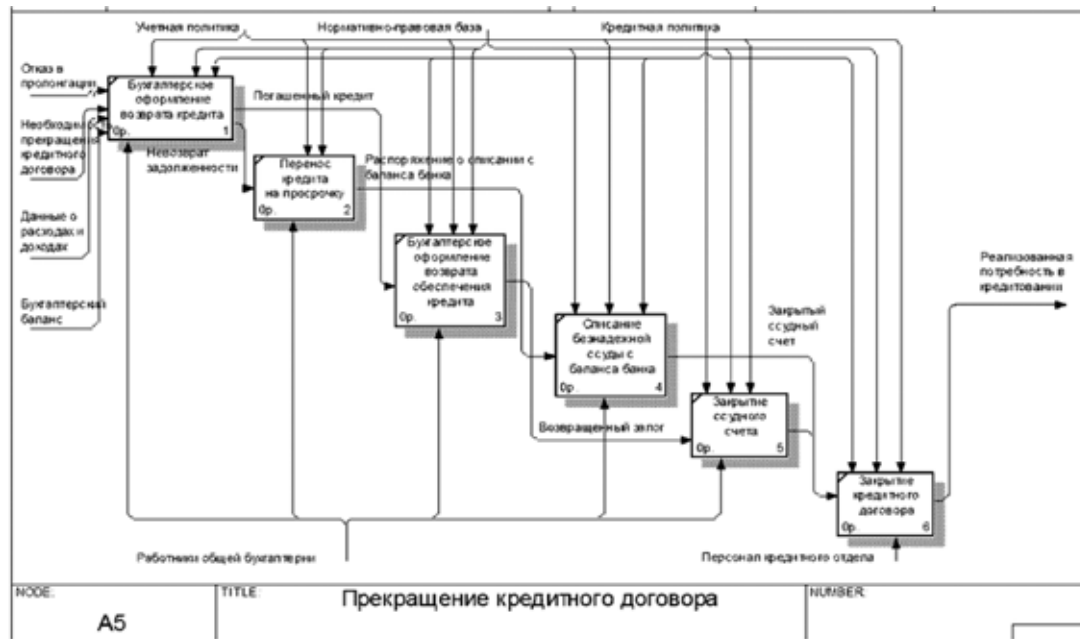 Учетная политика
Нормативно-правовая база
Кредитная политика
Отказ в
пролонгации
Бухгалтерское
оформление
возврата кредита
0р. 1
Погашенный кредит
Необходимость
прекращения
кредитного
договора
Невозврат
задолженности
Перенос
кредита
на просрочку
0р. 2
Распоряжение о списании с
баланса банка
Данные о
расходах и
доходах
Бухгалтерское
оформление
возврата
обеспечения
кредита
0р. 3
Реализованная
потребность в
кредитовании
Бухгалтерский
баланс
Списание
безнадежной
ссуды с
баланса банка
0р. 4
Закрытый
ссудный
счет
Закрытие
ссудного
счета
0р. 5
Возвращенный залог
Закрытие
кредитного
договора
0р. 6
Работники общей бухгалтерии
Персонал кредитного отдела
NODE:
A5
TITLE:
Прекращение кредитного договора
NUMBER: